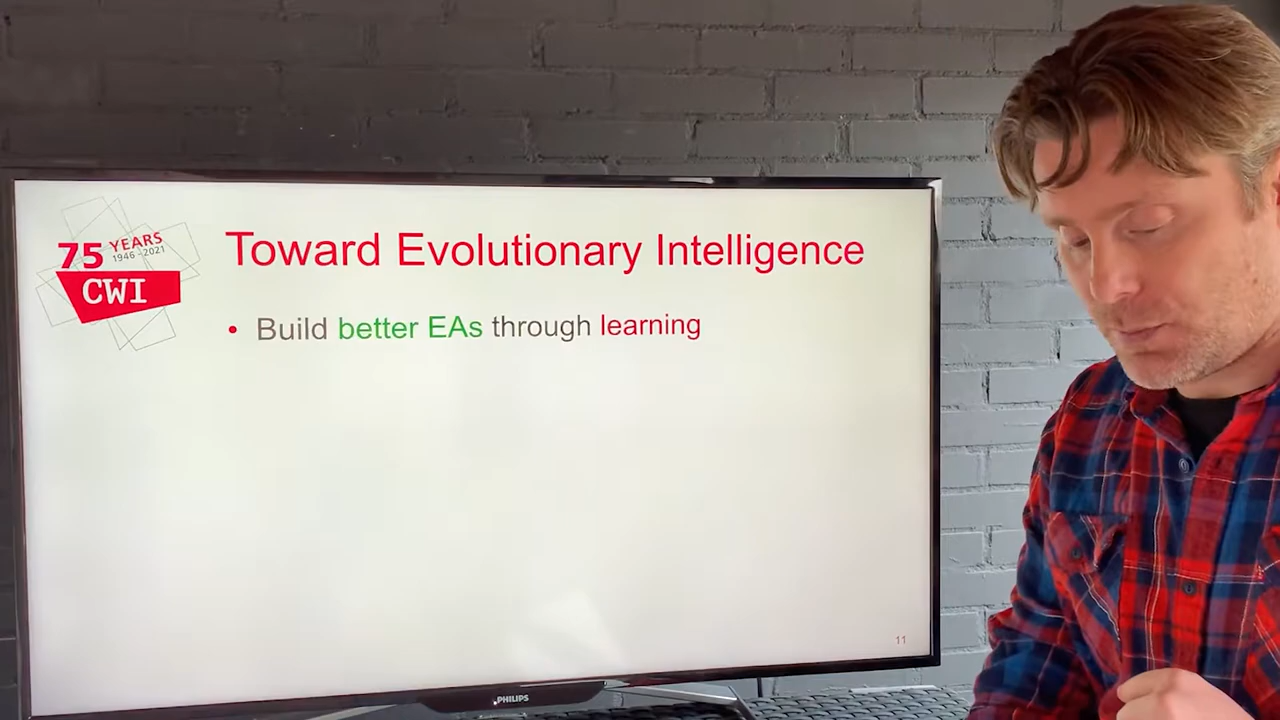 75 YEARS
1946 - 2021
CWI
Toward Evolutionary Intelligence
• Build better EAs through learning
11
PHILIPS